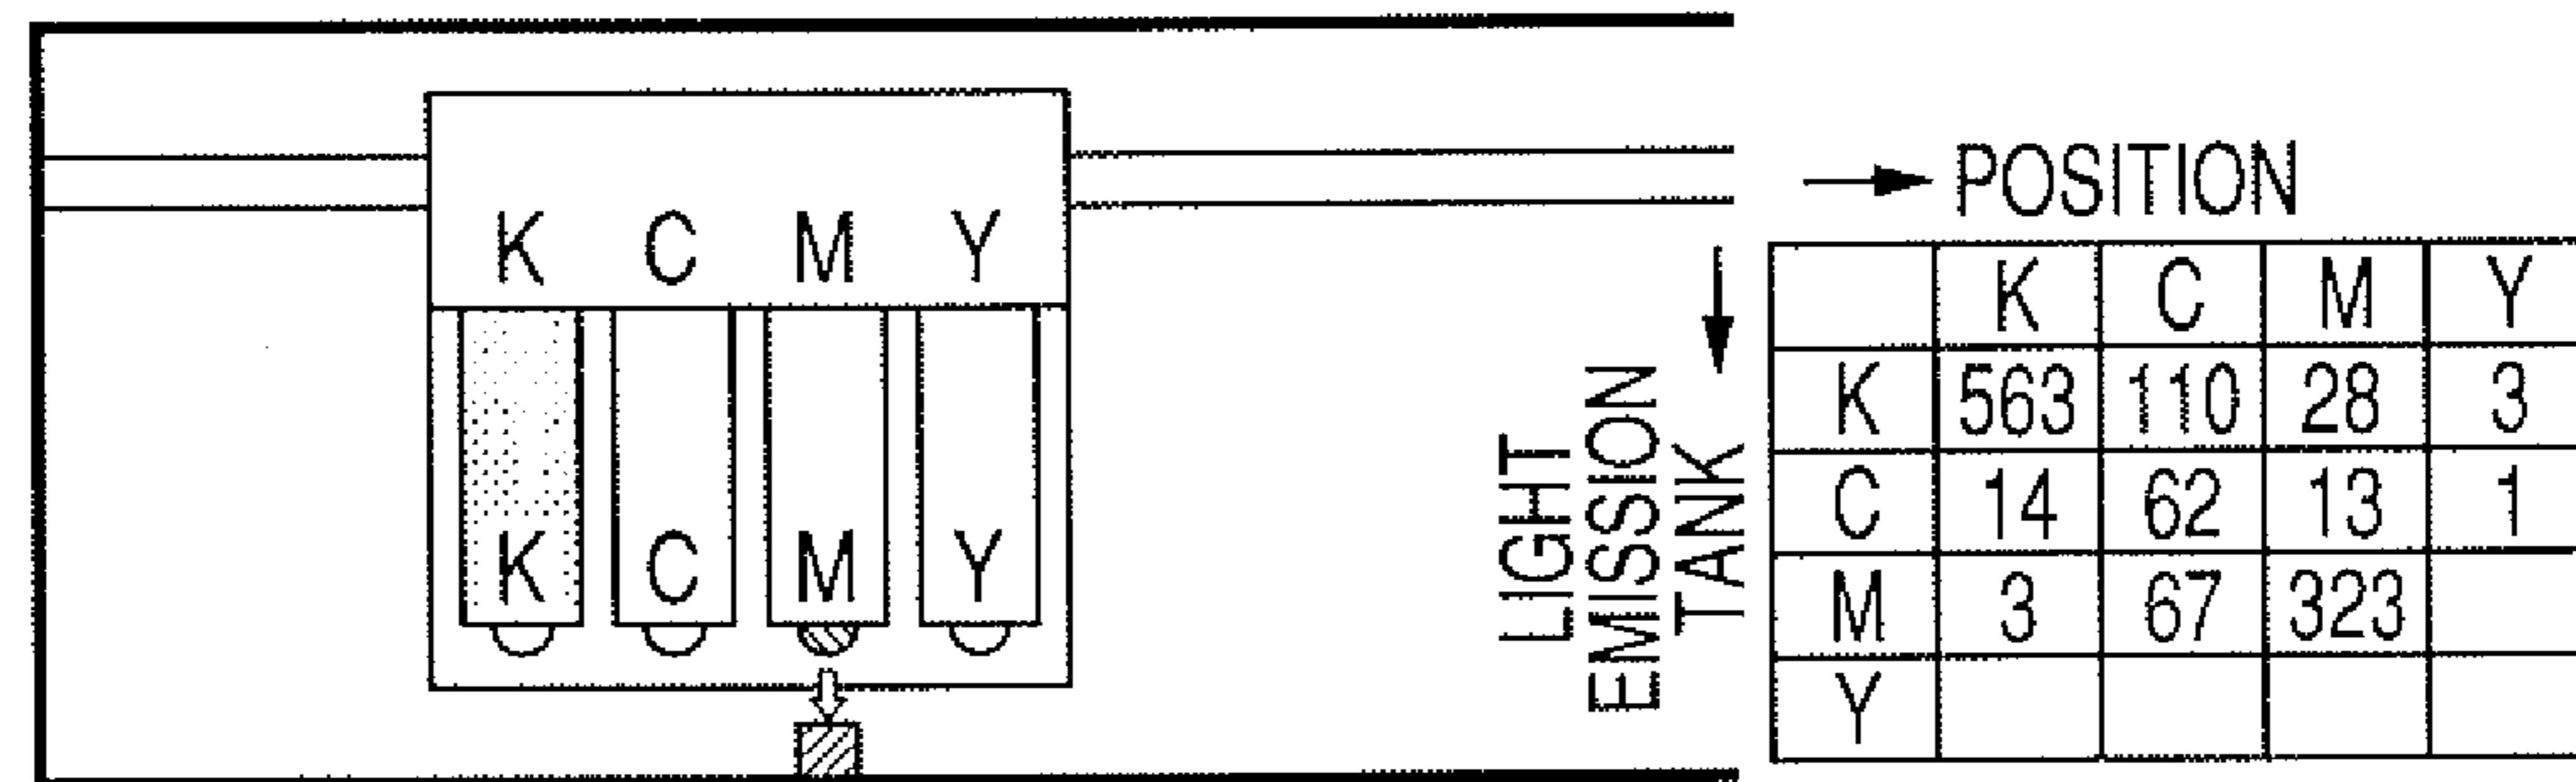 K C M Y
K C M Y
POSITION
LIGHT
EMISSION
TANK
K C M Y
K 563 110 28 3
C 14 62 13 1
M 3 67 323
Y